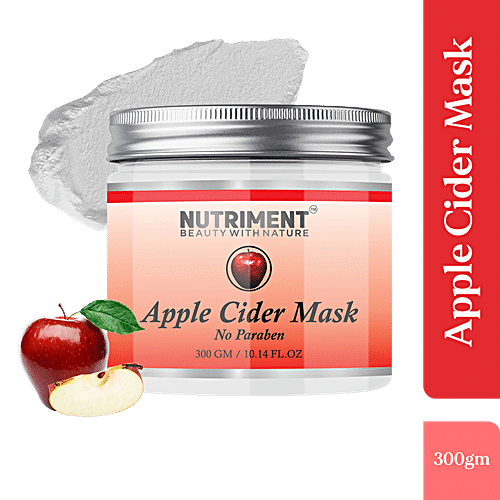 NUTRIMENT™
BEAUTY WITH NATURE
Apple Cider Mask
No Paraben
300 GM / 10.14 FL.OZ
Apple Cider Mask
300gm